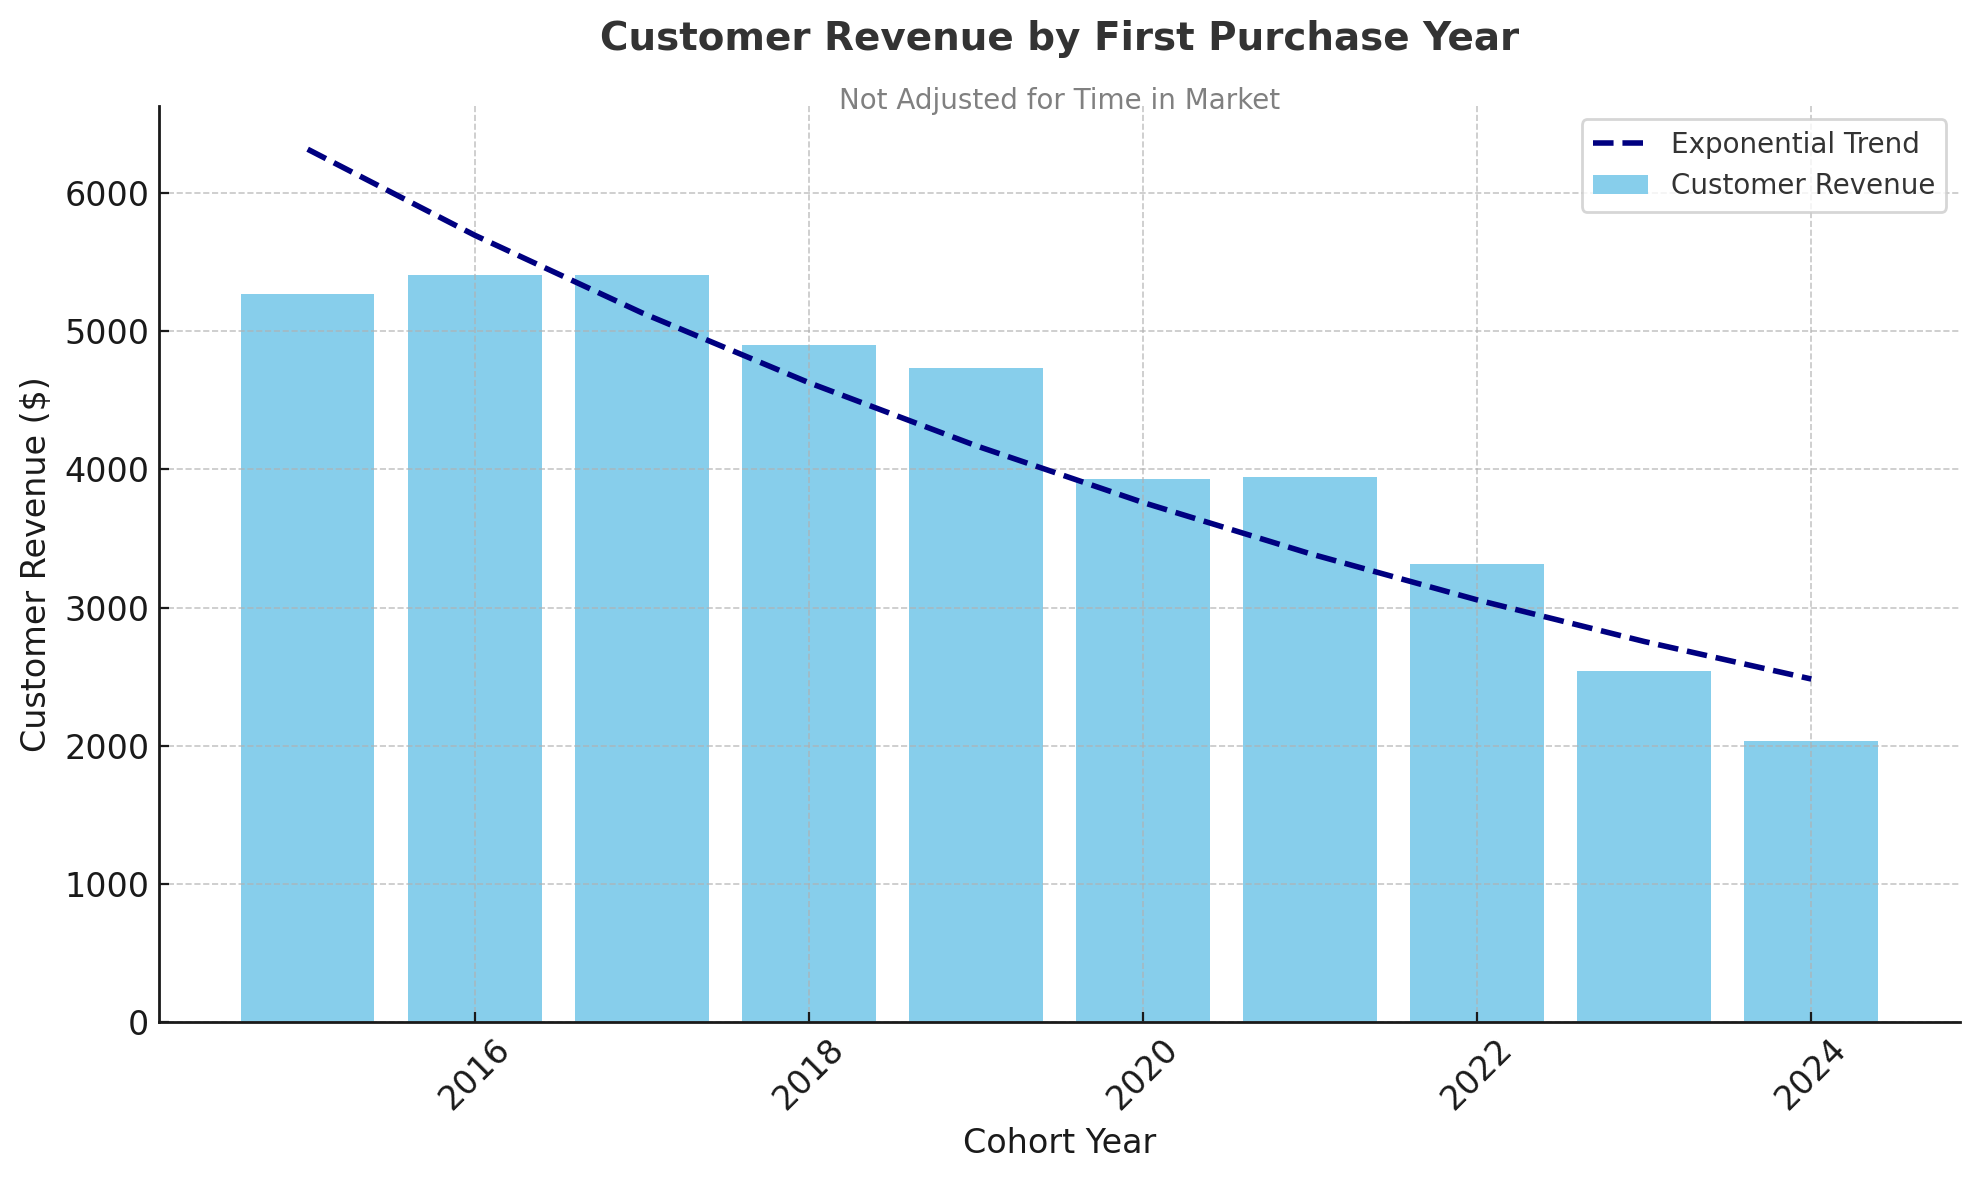 Customer Revenue by First Purchase Year
Not Adjusted for Time in Market
Exponential Trend
Customer Revenue
Customer Revenue ($)
6000
5000
4000
3000
2000
1000
0
2016
2018
2020
2022
2024
Cohort Year